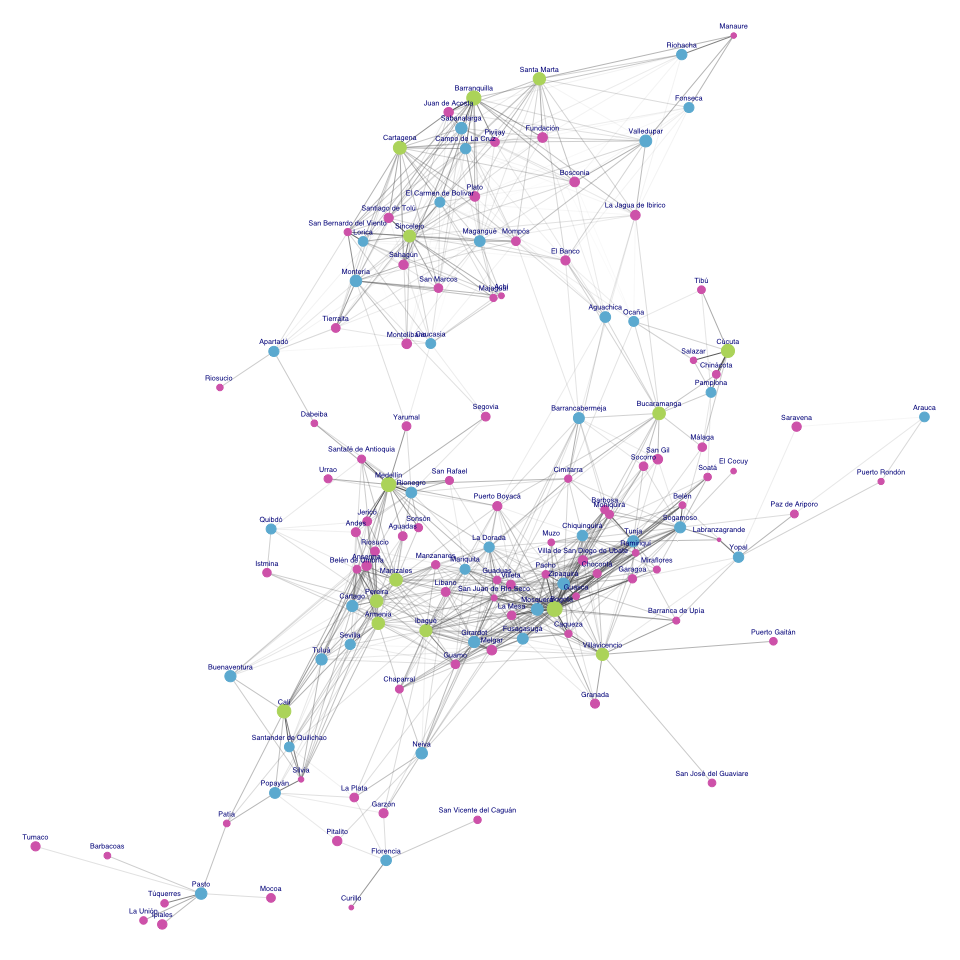 Manaure
Riohacha
Santa Marta
Barranquilla
Fonseca
Juan de Acosta
Sabanalarga
Fundación
Pivijay
Valledupar
Cartagena
Campo de La Cruz
Bosconia
Plato
El Carmen de Bolívar
La Jagua de Ibirico
Santiago de Tolú
San Bernardo del Viento
Sincelejo
Lorica
Magangué
Mompós
Sahagún
El Banco
Montería
San Marcos
Majagual
Achí
Tibú
Tierralta
Aguachica
Ocaña
Montelíbano
Caucasia
Apartadó
Cúcuta
Salazar
Chinácota
Riosucio
Pamplona
Segovia
Barrancabermeja
Bucaramanga
Dabeiba
Yarumal
Saravena
Arauca
Santafé de Antioquia
Málaga
San Gil
Socorro
El Cocuy
Urrao
Medellín
Rionegro
San Rafael
Cimitarra
Soatá
Puerto Rondón
Puerto Boyacá
Barbosa
Moniquirá
Belén
Paz de Ariporo
Jericó
Sonsón
Quibdó
Andes
Aguadas
Chiquinquirá
Sogamoso
Labranzagrande
Tunja
Muzo
La Dorada
Riosucio
Ramiriquí
Yopal
Villa de San Diego de Ubate
Anserma
Belén de Umbría
Manzanares
Mariquita
Istmina
Manizales
Guaduas
Villeta
Pacho
Chocontá
Miraflores
Garagoa
Zipaquirá
Líbano
San Juan de Río Seco
Guasca
Pereira
Cartago
La Mesa
Mosquera
Bogotá
Barranca de Upía
Armenia
Ibagué
Cáqueza
Sevilla
Girardot
Fusagasugá
Melgar
Puerto Gaitán
Tuluá
Guamo
Villavicencio
Buenaventura
Chaparral
Granada
Cali
Santander de Quilichao
Neiva
Silvia
San José del Guaviare
Popayán
La Plata
Garzón
Patía
San Vicente del Caguán
Pitalito
Tumaco
Barbacoas
Florencia
Pasto
Mocoa
Túquerres
Curillo
La Unión
Ipiales